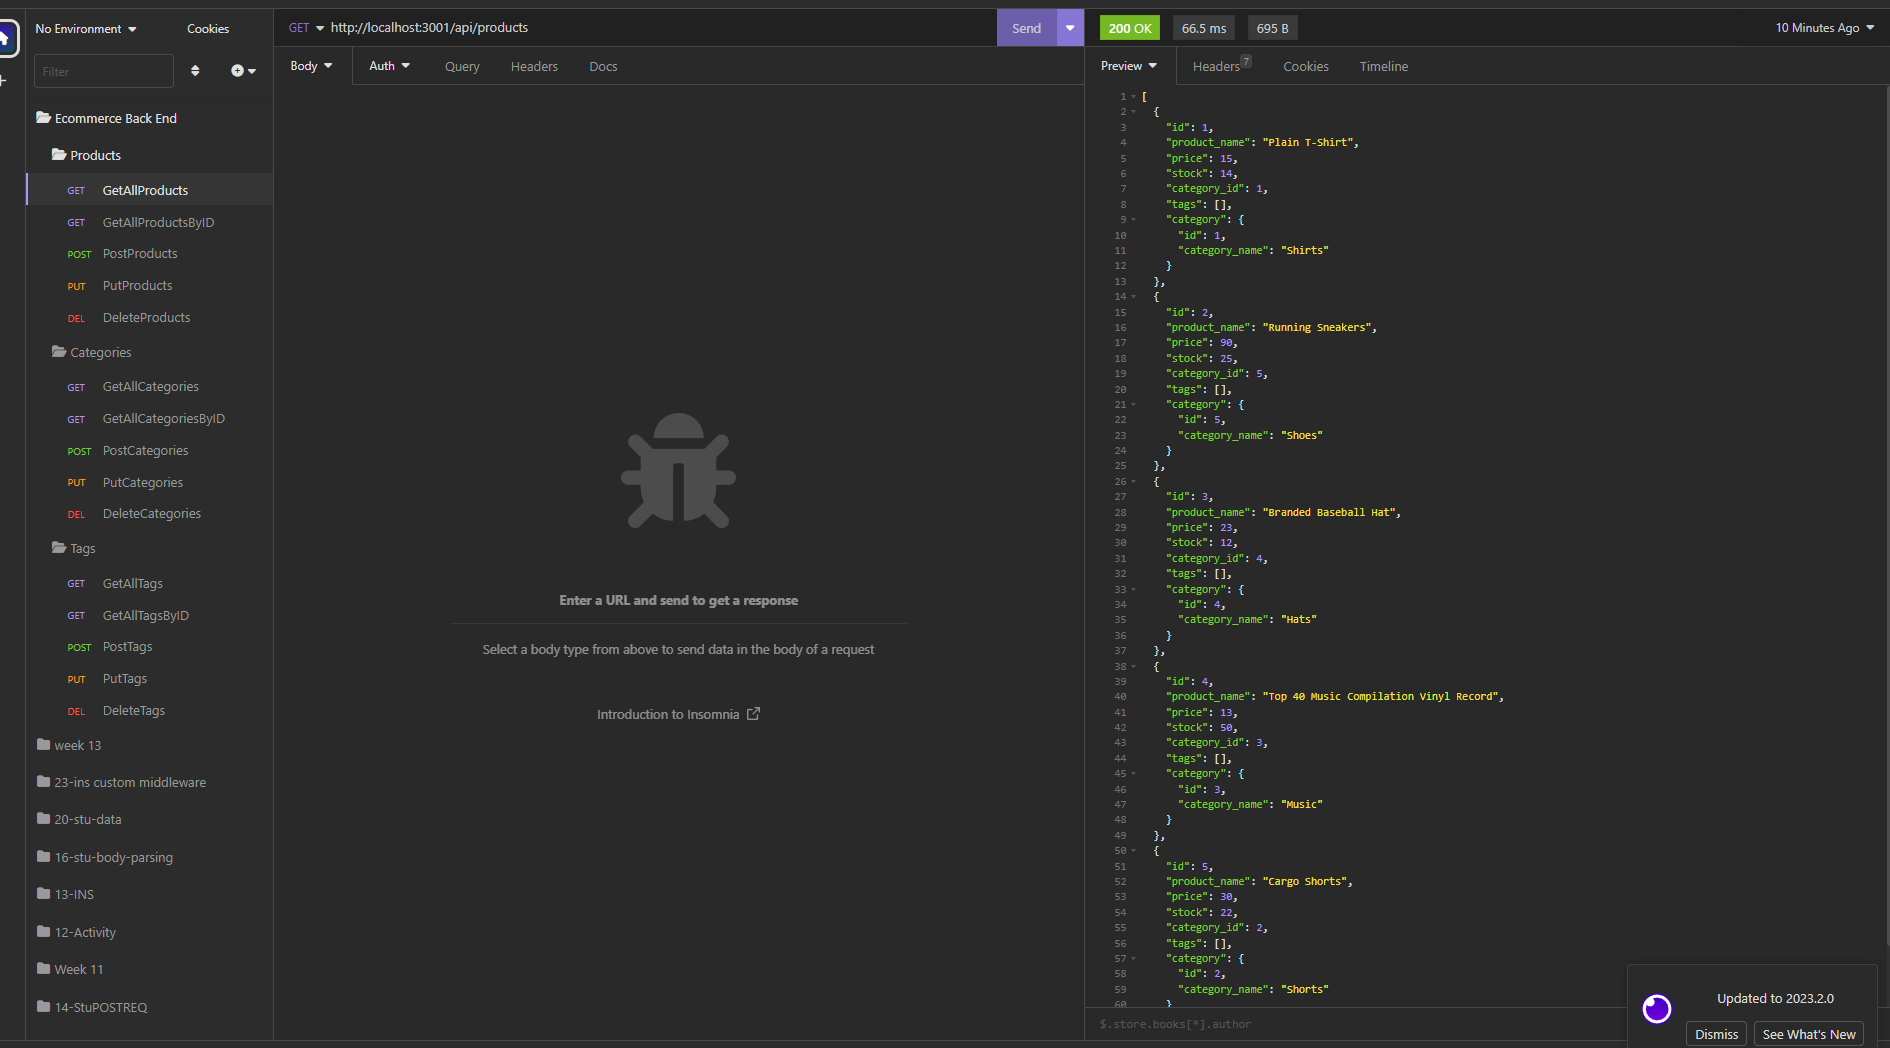 No Environment
Cookies
Filter
Ecommerce Back End
Products
GET GetAllProducts
GET GetAllProductsByID
POST PostProducts
PUT PutProducts
DEL DeleteProducts
Categories
GET GetAllCategories
GET GetAllCategoriesByID
POST PostCategories
PUT PutCategories
DEL DeleteCategories
Tags
GET GetAllTags
GET GetAllTagsByID
POST PostTags
PUT PutTags
DEL DeleteTags
week 13
23-ins custom middleware
20-stu-data
16-stu-body-parsing
13-INS
12-Activity
Week 11
14-StuPOSTREQ
GET http://localhost:3001/api/products
Send
Body Auth Query Headers Docs
Enter a URL and send to get a response
Select a body type from above to send data in the body of a request
Introduction to Insomnia
200 OK 66.5 ms 695 B 10 Minutes Ago
Preview Headers 7 Cookies Timeline
1 [
2 {
3 "id": 1,
4 "product_name": "Plain T-Shirt",
5 "price": 15,
6 "stock": 14,
7 "category_id": 1,
8 "tags": [],
9 "category": {
10 "id": 1,
11 "category_name": "Shirts"
12 }
13 },
14 {
15 "id": 2,
16 "product_name": "Running Sneakers",
17 "price": 90,
18 "stock": 25,
19 "category_id": 5,
20 "tags": [],
21 "category": {
22 "id": 5,
23 "category_name": "Shoes"
24 }
25 },
26 {
27 "id": 3,
28 "product_name": "Branded Baseball Hat",
29 "price": 23,
30 "stock": 12,
31 "category_id": 4,
32 "tags": [],
33 "category": {
34 "id": 4,
35 "category_name": "Hats"
36 }
37 },
38 {
39 "id": 4,
40 "product_name": "Top 40 Music Compilation Vinyl Record",
41 "price": 13,
42 "stock": 50,
43 "category_id": 3,
44 "tags": [],
45 "category": {
46 "id": 3,
47 "category_name": "Music"
48 }
49 },
50 {
51 "id": 5,
52 "product_name": "Cargo Shorts",
53 "price": 30,
54 "stock": 22,
55 "category_id": 2,
56 "tags": [],
57 "category": {
58 "id": 2,
59 "category_name": "Shorts"
60 }
$.store.books[*].author
Updated to 2023.2.0
Dismiss
See What's New